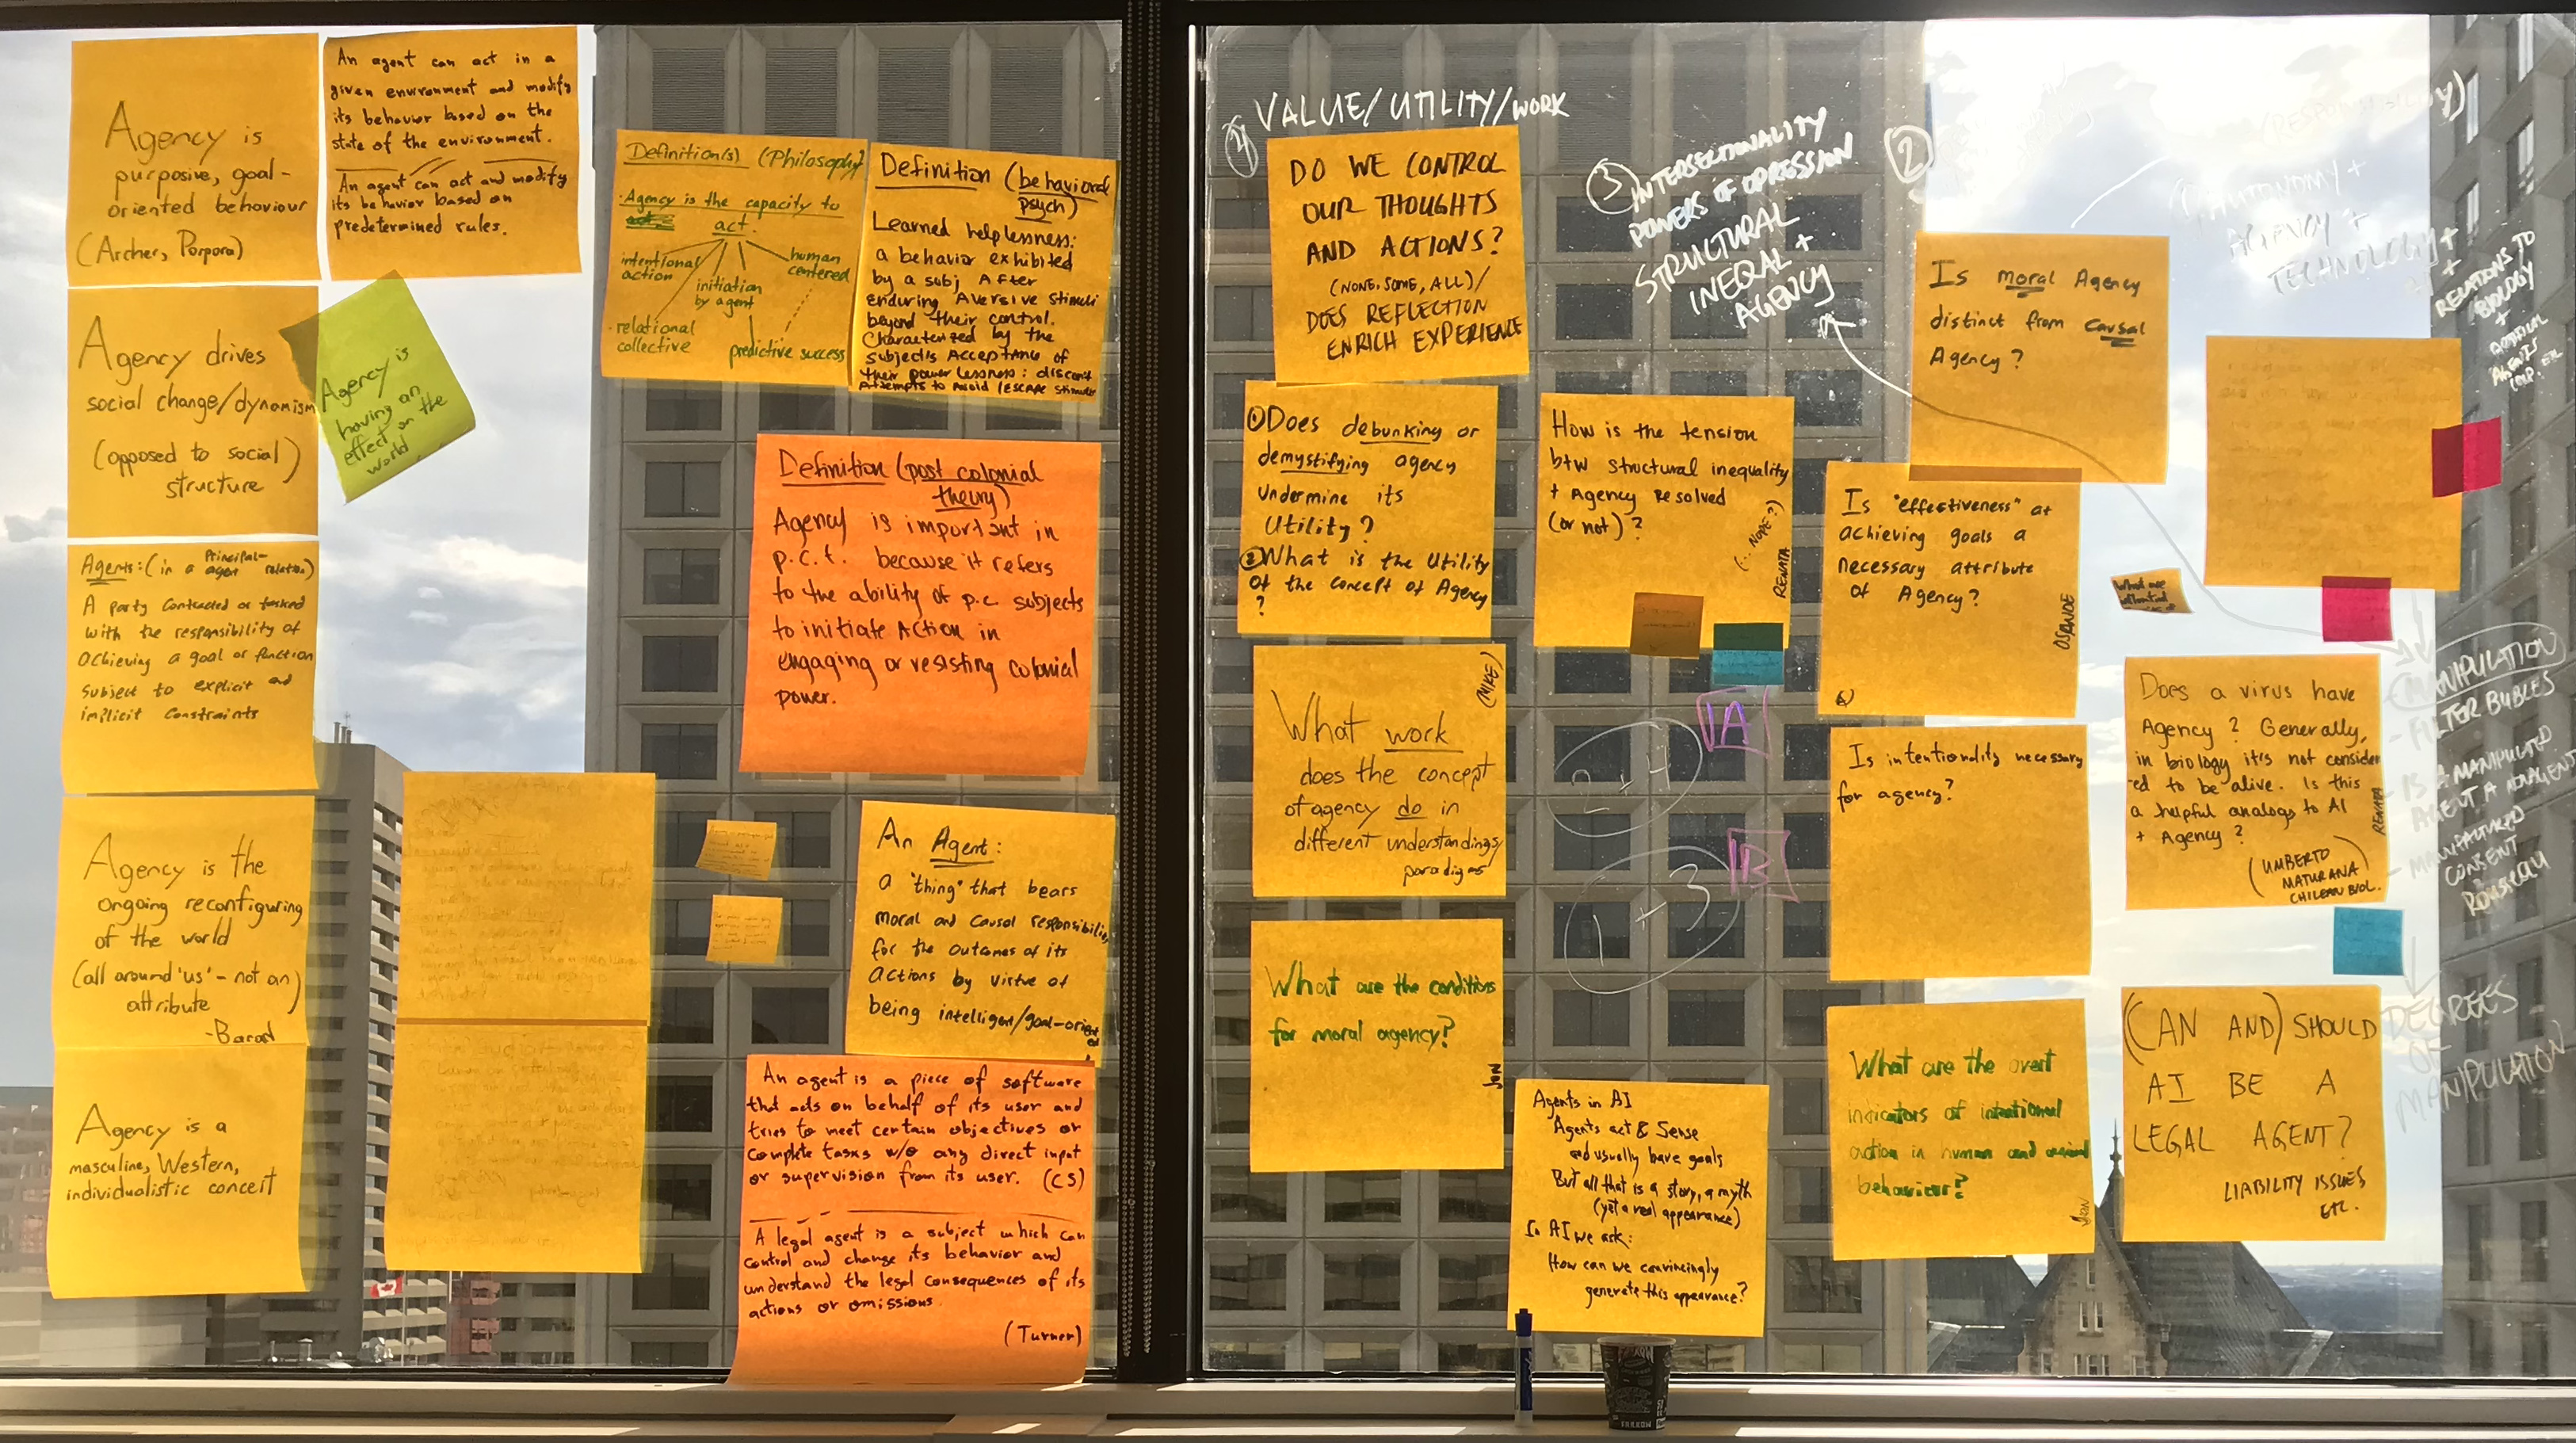 Agency is
purposive, goal-
oriented behaviour
(Archer, Porpora)
An agent can act in a
given environment and modify
its behavior based on the
state of the environment.
An agent can act and modify
its behavior based on
predetermined rules.
Agency drives
social change/dynamism
(opposed to social
structure)
Agency is
having an
effect on the
world
Agents: (in a Principal-
agent relation)
A party contracted or tasked
with the responsibility of
achieving a goal or function
subject to explicit and
implicit constraints
Agency is the
ongoing reconfiguring
of the world
(all around 'us' - not an
attribute)
-Barad
Agency is a
masculine, Western,
individualistic conceit
Definition(s) (Philosophy)
· Agency is the capacity to
act.
intentional
action
initiation
by agent
human
centered
· relational
collective
predictive success
Definition (behavioral
psych)
Learned helplessness:
a behavior exhibited
by a subj After
enduring Aversive stimuli
beyond their control.
Characterized by the
subject's Acceptance of
their powerlessness: discont
Attempts to Avoid/escape stimuli
Definition (post colonial
theory)
Agency is important in
p.c.t. because it refers
to the ability of p.c. subjects
to initiate Action in
engaging or resisting colonial
power.
An Agent:
a "thing" that bears
moral and causal responsibility
for the outcomes of its
actions by virtue of
being intelligent/goal-oriented
An agent is a piece of software
that acts on behalf of its user and
tries to meet certain objectives or
complete tasks w/o any direct input
or supervision from its user. (CS)
A legal agent is a subject which can
control and change its behavior and
understand the legal consequences of its
actions or omissions.
(Turner)
4 VALUE/UTILITY/WORK
DO WE CONTROL
OUR THOUGHTS
AND ACTIONS?
(NONE, SOME, ALL)/
DOES REFLECTION
ENRICH EXPERIENCE
① Does debunking or
demystifying agency
undermine its
Utility?
② What is the Utility
of the concept of Agency
?
(MIKE)
What work
does the concept
of agency do in
different understandings/
paradigms
What are the conditions
for moral agency?
JON
3 INTERSECTIONALITY
POWERS OF OPRESSION
STRUCTURAL
INEQAL +
AGENCY
How is the tension
btw structural inequality
+ Agency resolved
(or not)?
(... NOPE?)
RENATA
A
2+4
B
1+3
Agents in AI
Agents act & Sense
and usually have goals
But all that is a story, a myth
(yet a real appearance)
In AI we ask:
How can we convincingly
generate this appearance?
2
Is moral Agency
distinct from causal
Agency?
Is "effectiveness" at
achieving goals a
necessary attribute
of Agency?
OSONDE
Is intentionality necessary
for agency?
What are the overt
indicators of intentional
action in human and animal
behaviour?
JON
AUTONOMY +
AGENCY +
TECHNOLOGY +
RELATIONS TO
BIOLOGY
+
ARTIFICIAL
AGENTS
What are
Does a virus have
Agency? Generally,
in biology it's not consider
-ed to be alive. Is this
a helpful analogy to AI
+ Agency?
RENATA
(UMBERTO
MATURANA
CHILEAN BIOL.)
MANIPULATION
- FILTER BUBLES
- IS A MANIPULATED
AGENT A NONAGENT
- MANUFACTURED
CONSENT
ROUSSEAU
DEGREES
OF
MANIPULATION
(CAN AND) SHOULD
AI BE A
LEGAL AGENT?
LIABILITY ISSUES
ETC.